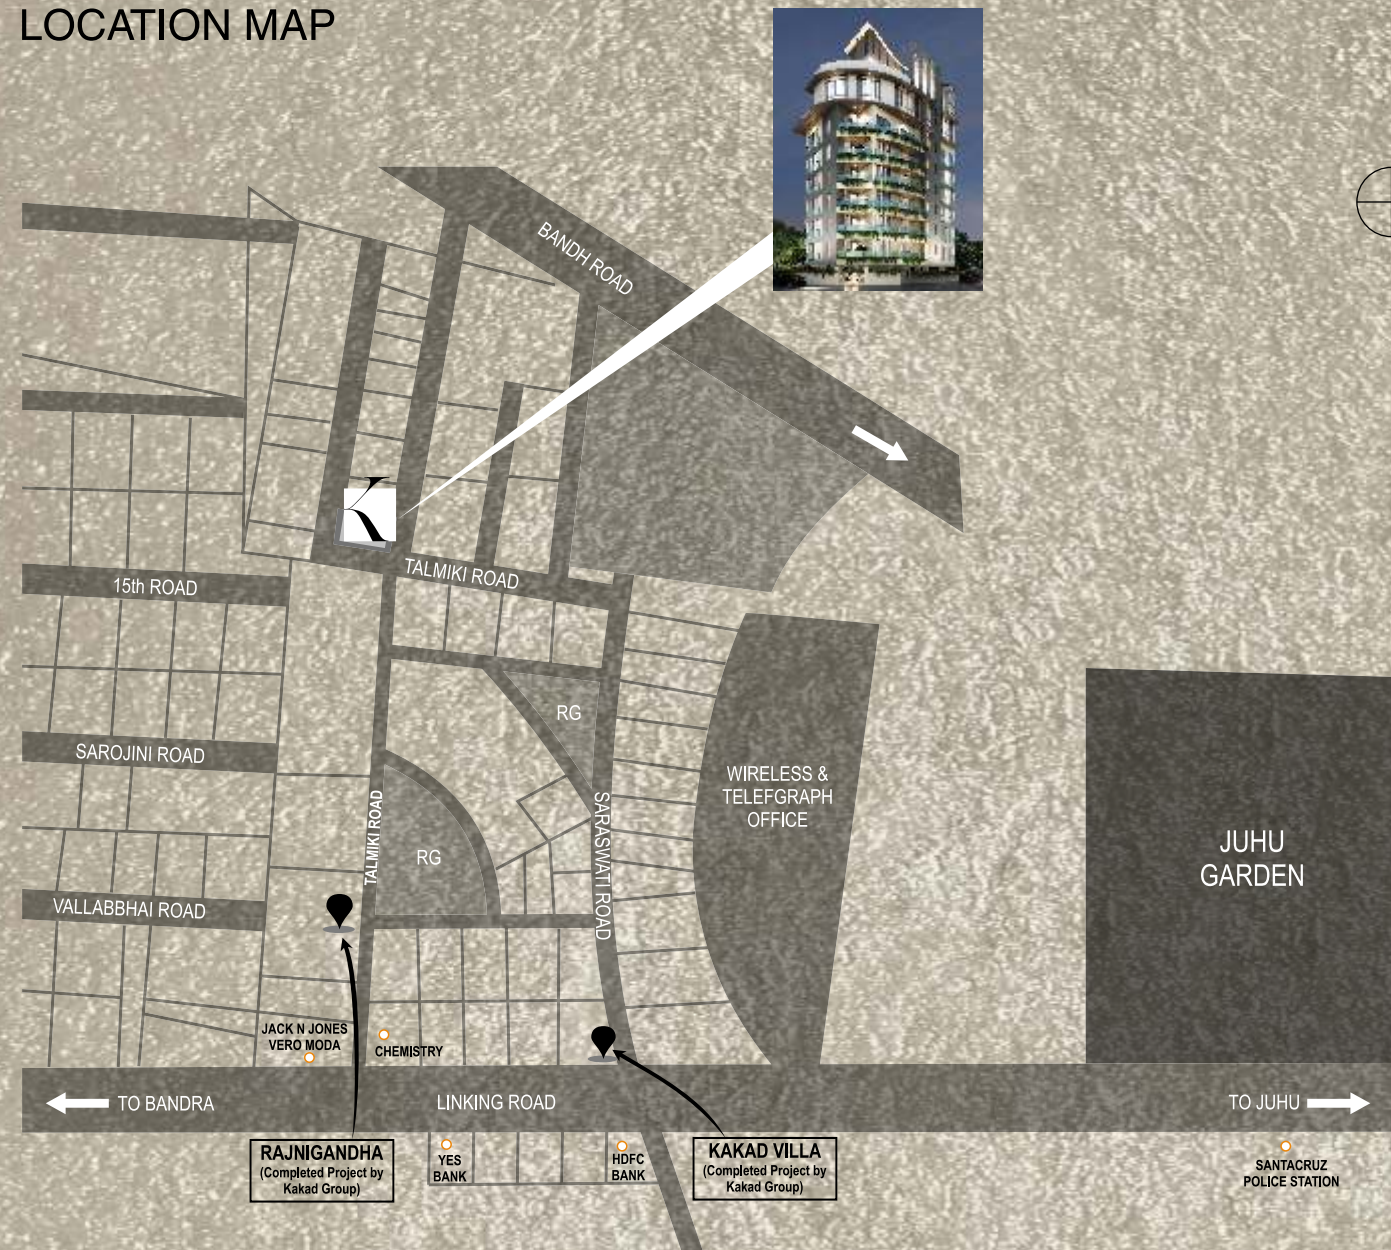 LOCATION MAP
BANDH ROAD
K
TALMIKI ROAD
15th ROAD
RG
SAROJINI ROAD
WIRELESS &
TELEFGRAPH
OFFICE
TALMIKI ROAD
SARASWATI ROAD
JUHU
GARDEN
RG
VALLABBHAI ROAD
JACK N JONES
VERO MODA
CHEMISTRY
TO BANDRA
LINKING ROAD
TO JUHU
RAJNIGANDHA
(Completed Project by
Kakad Group)
YES
BANK
HDFC
BANK
KAKAD VILLA
(Completed Project by
Kakad Group)
SANTACRUZ
POLICE STATION